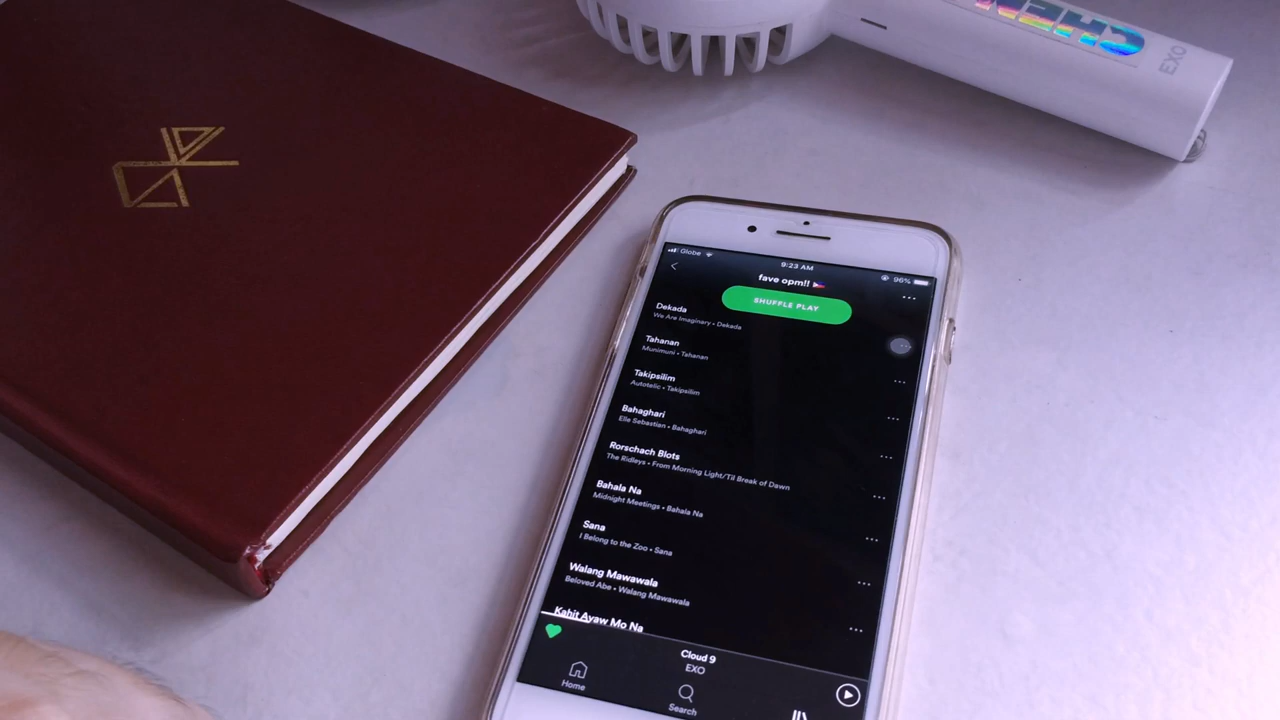 CHEN
EXO
Globe
9:23 AM
96%
fave opm!! 🇵🇭
SHUFFLE PLAY
Dekada
We Are Imaginary • Dekada
Tahanan
Munimuni • Tahanan
Takipsilim
Autotelic • Takipsilim
Bahaghari
Elle Sebastian • Bahaghari
Rorschach Blots
The Ridleys • From Morning Light/Til Break of Dawn
Bahala Na
Midnight Meetings • Bahala Na
Sana
I Belong to the Zoo • Sana
Walang Mawawala
Beloved Abe • Walang Mawawala
Kahit Ayaw Mo Na
Cloud 9
EXO
Home
Search